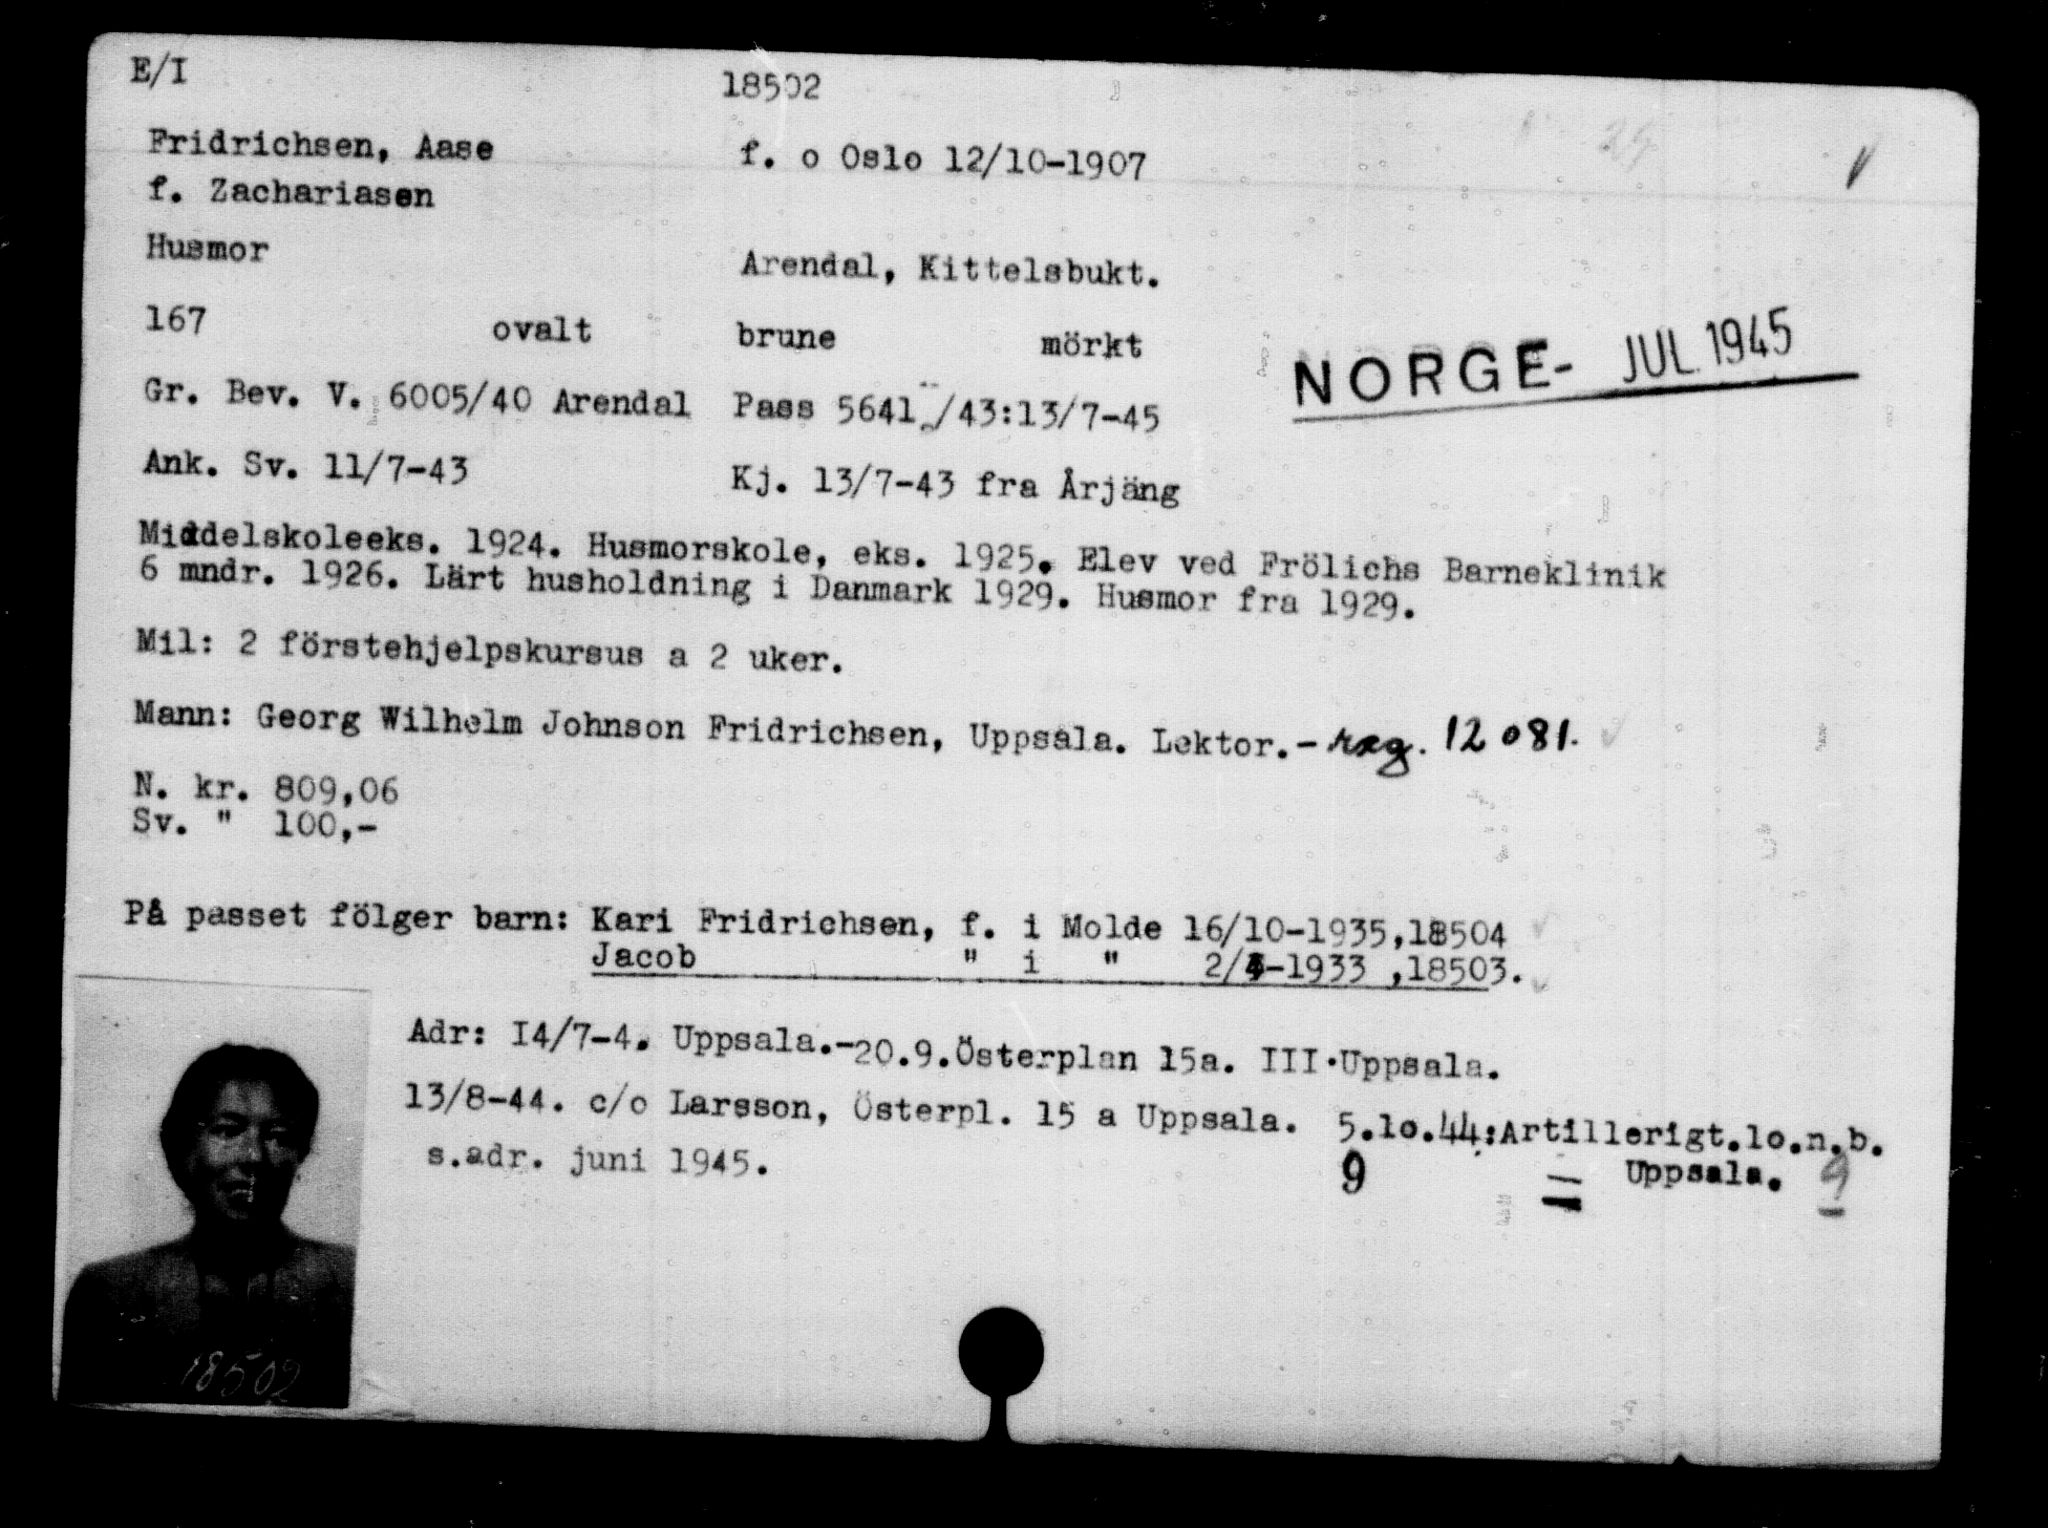 E/I 18502
Fridrichsen, Aase f. o Oslo 12/10-1907
f. Zachariasen
Husmor Arendal, Kittelsbukt.
167 ovalt brune mörkt
NORGE- JUL 1945
Gr. Bev. V. 6005/40 Arendal Pass 5641 /43:13/7-45
Ank. Sv. 11/7-43 Kj. 13/7-43 fra Årjäng
Middelskoleeks. 1924. Husmorskole, eks. 1925. Elev ved Frölichs Barneklinik
6 mndr. 1926. Lärt husholdning i Danmark 1929. Husmor fra 1929.
Mil: 2 förstehjelpskursus a 2 uker.
Mann: Georg Wilhelm Johnson Fridrichsen, Uppsala. Lektor.- reg. 12 081.
N. kr. 809,06
Sv. " 100,-
På passet fölger barn: Kari Fridrichsen, f. i Molde 16/10-1935,18504
Jacob " i " -1933 ,18503.
Adr: I4/7-4. Uppsala.-20.9.Österplan 15a. III.Uppsala.
13/8-44. c/o Larsson, Österpl. 15 a Uppsala. 5.10.44:Artillerigt.10.n.b.
s.adr. juni 1945. 9 = Uppsala. 9
18502